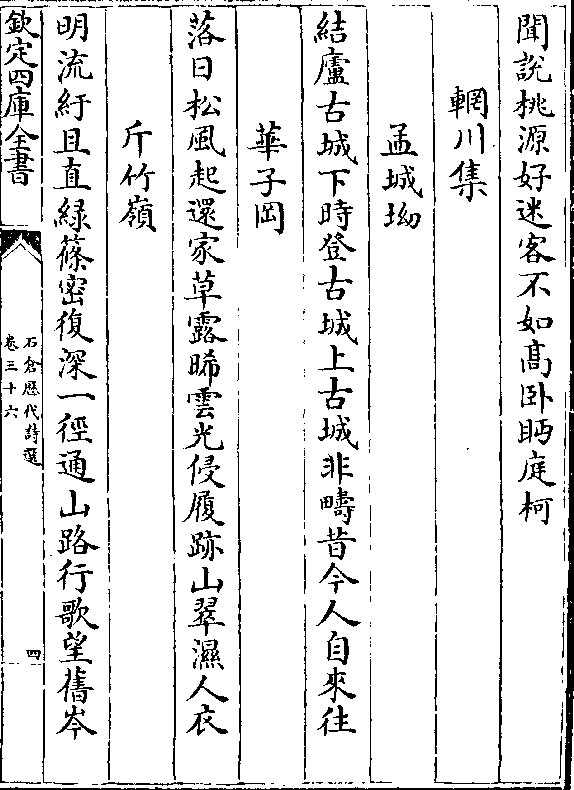 聞說桃源好迷客不如髙卧眄庭柯
輞川集
孟城坳
結廬古城下時登古城上古城非疇昔今人自來往
華子岡
落日松風起還家草露晞雲光侵履跡山翠濕人衣
斤竹嶺
明流紆且直緑篠密復深一徑通山路行歌望舊岑
欽定四庫全書
石倉歴代詩選
卷三十六
四